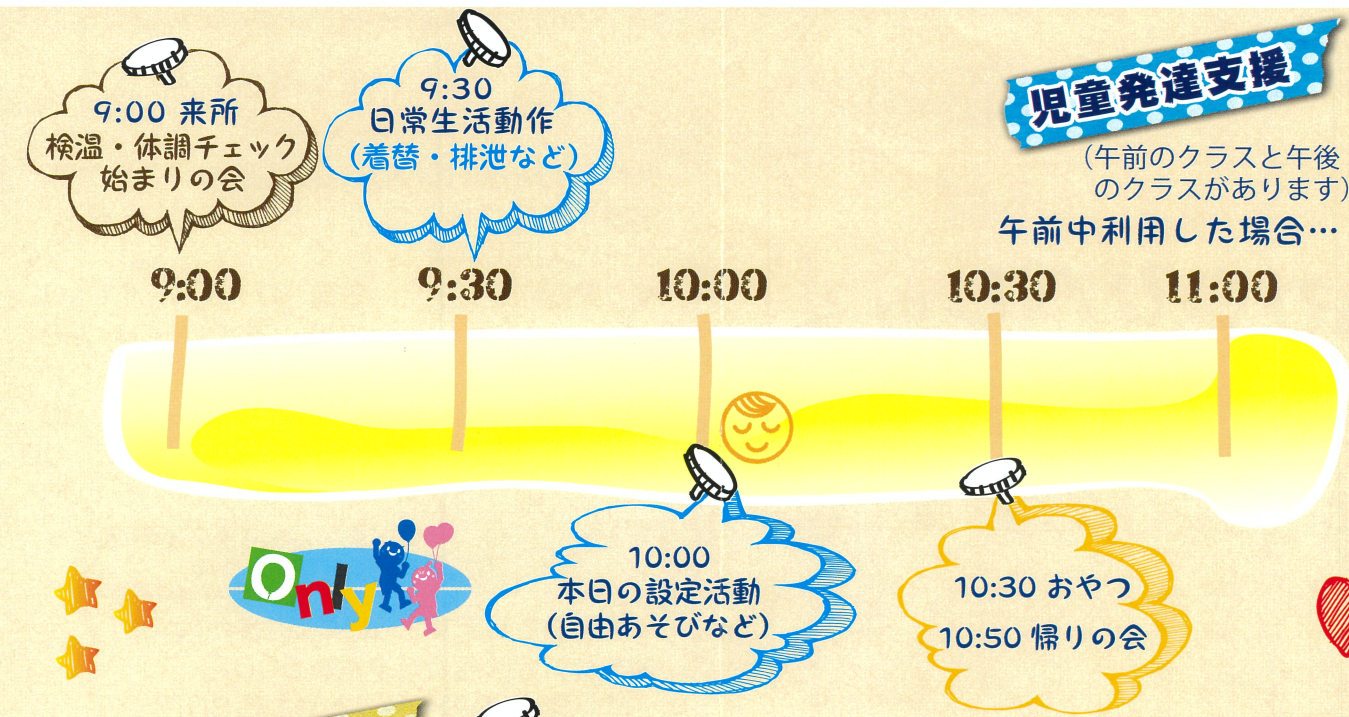 児童発達支援
(午前のクラスと午後
のクラスがあります)
午前中利用した場合…
9:00 来所
検温・体調チェック
始まりの会
9:30
日常生活動作
(着替・排泄など)
9:00
9:30
10:00
10:30
11:00
Only
10:00
本日の設定活動
(自由あそびなど)
10:30 おやつ
10:50 帰りの会